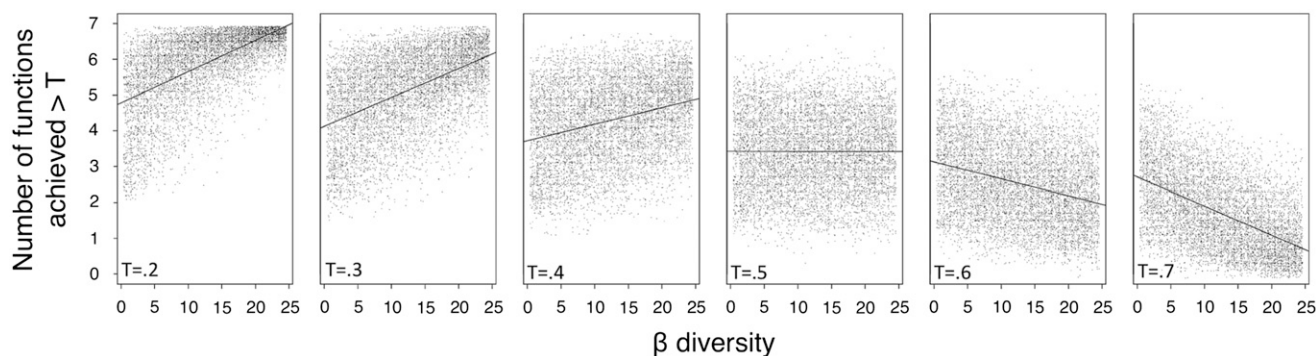 Number of functions
achieved > T
7
6
5
4
3
2
1
0
T=.2
T=.3
T=.4
T=.5
T=.6
T=.7
0 5 10 15 20 25
0 5 10 15 20 25
0 5 10 15 20 25
0 5 10 15 20 25
0 5 10 15 20 25
0 5 10 15 20 25
β diversity